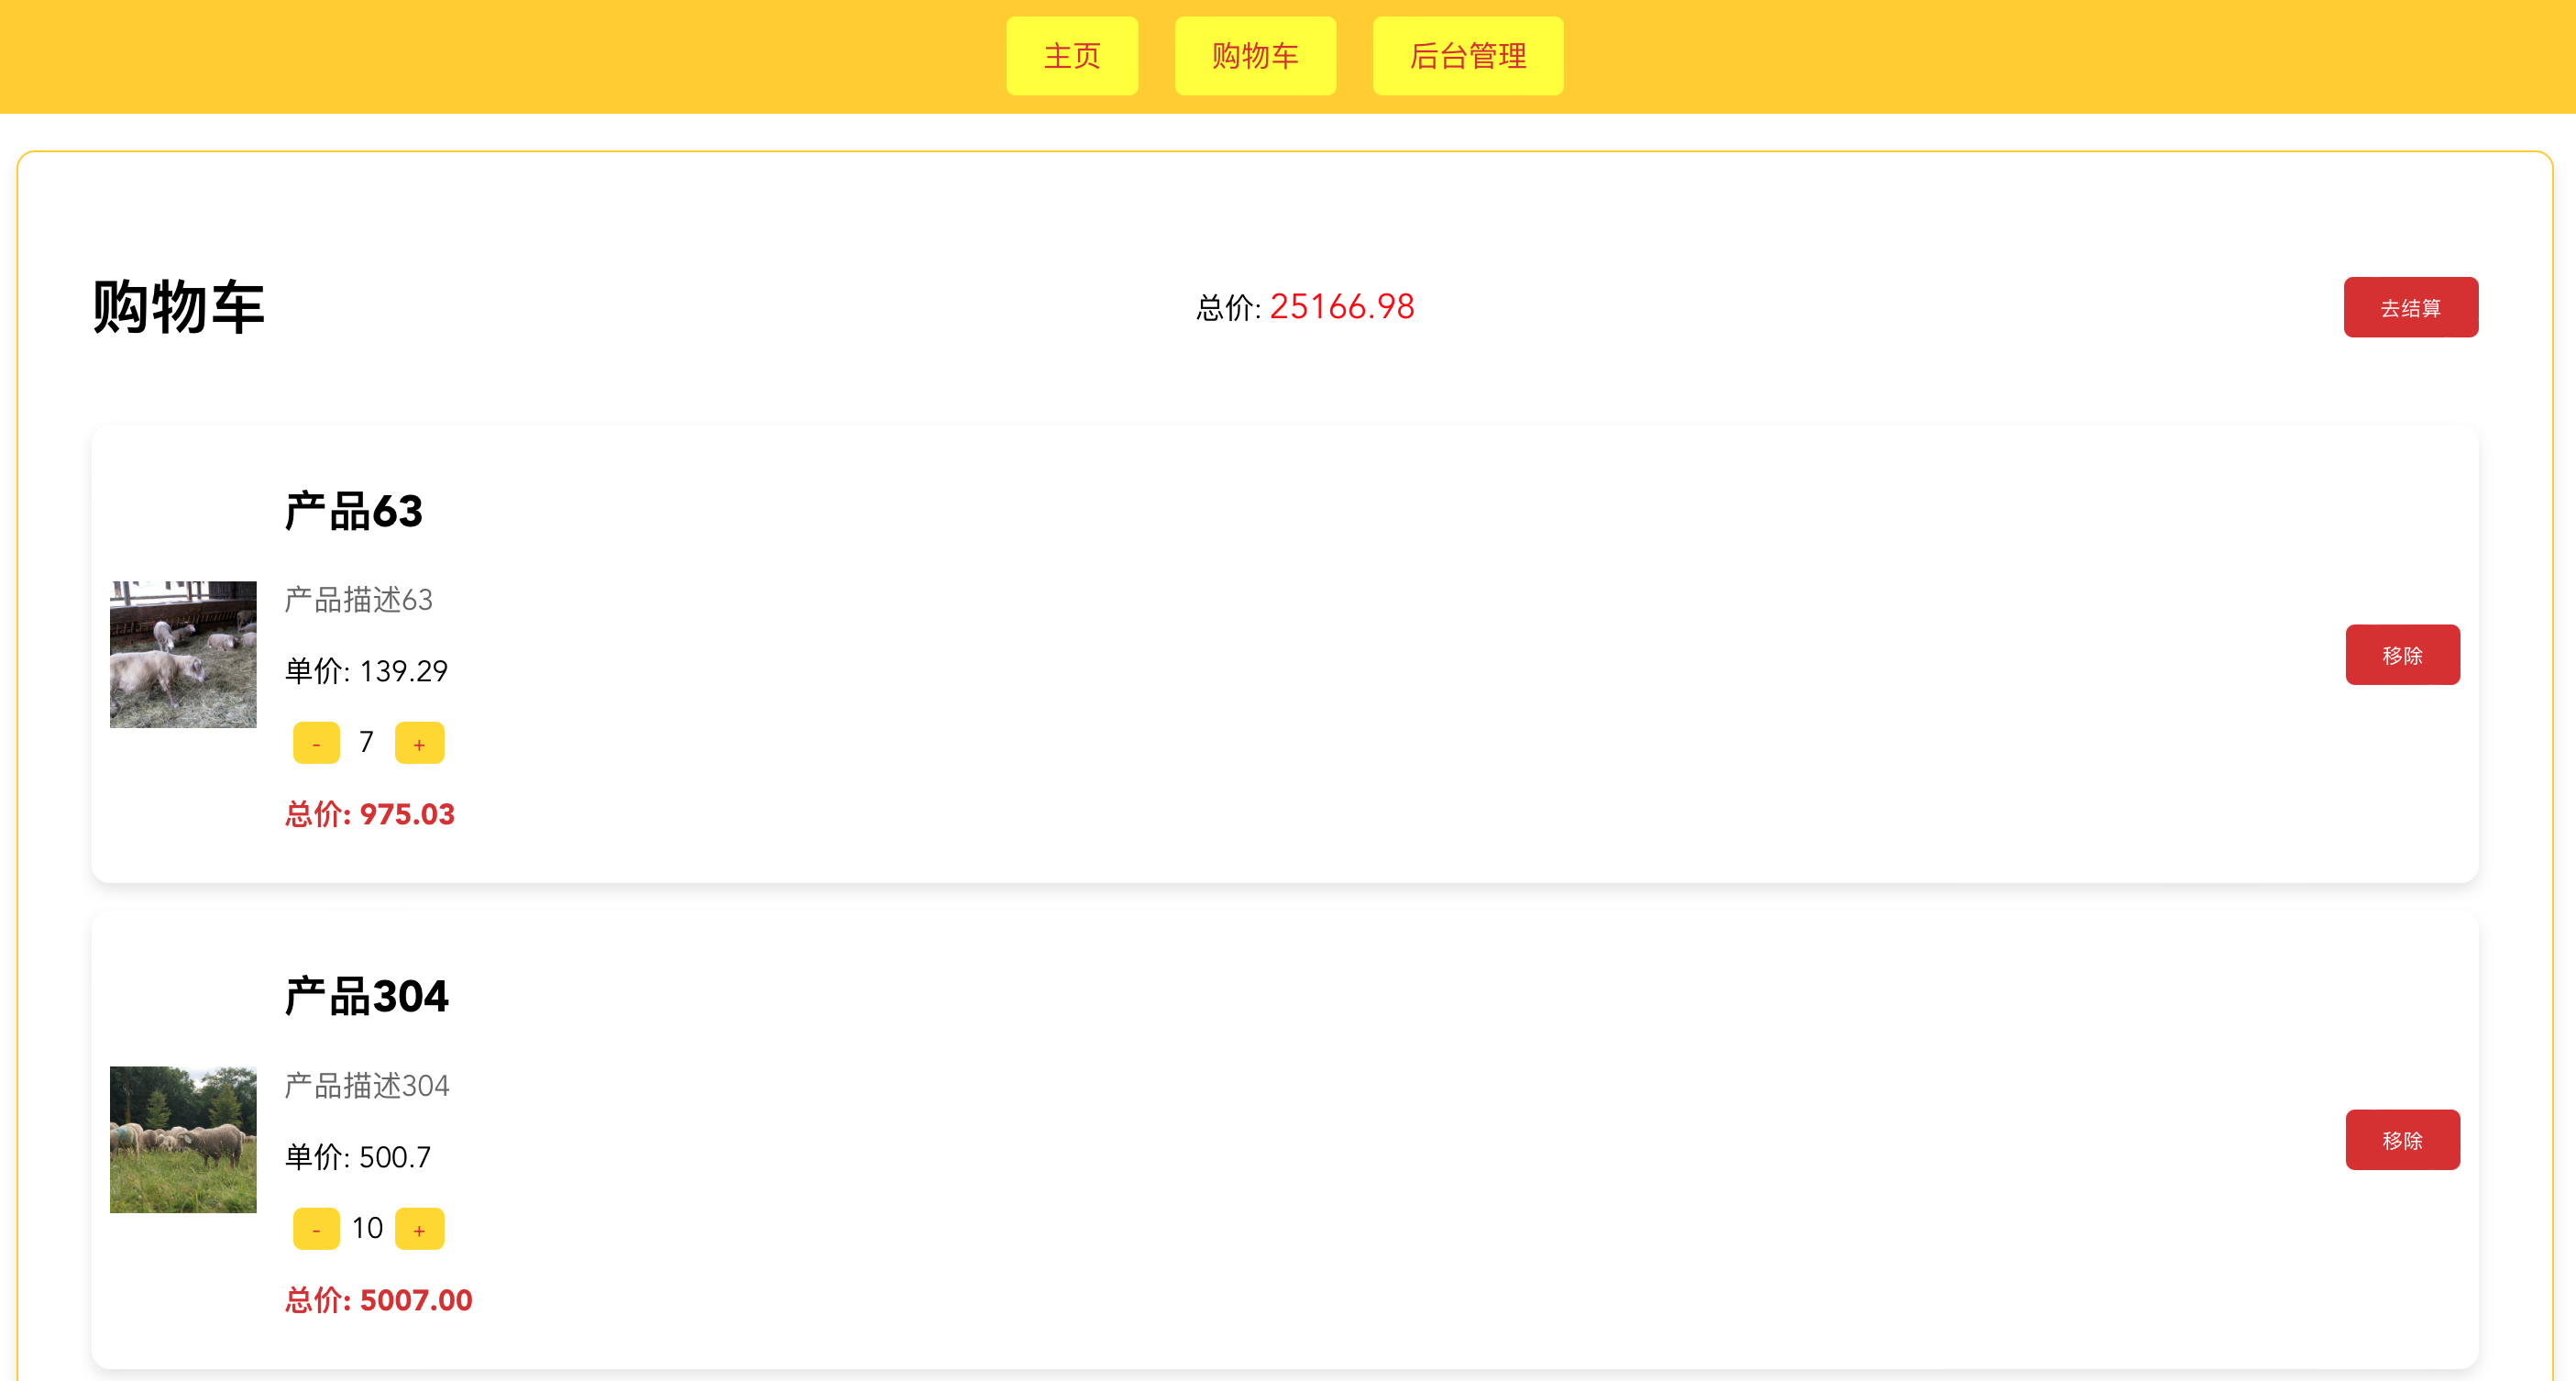 主页 购物车 后台管理
购物车 总价: 25166.98 去结算
产品63
产品描述63
单价: 139.29
- 7 +
总价: 975.03
移除
产品304
产品描述304
单价: 500.7
- 10 +
总价: 5007.00
移除